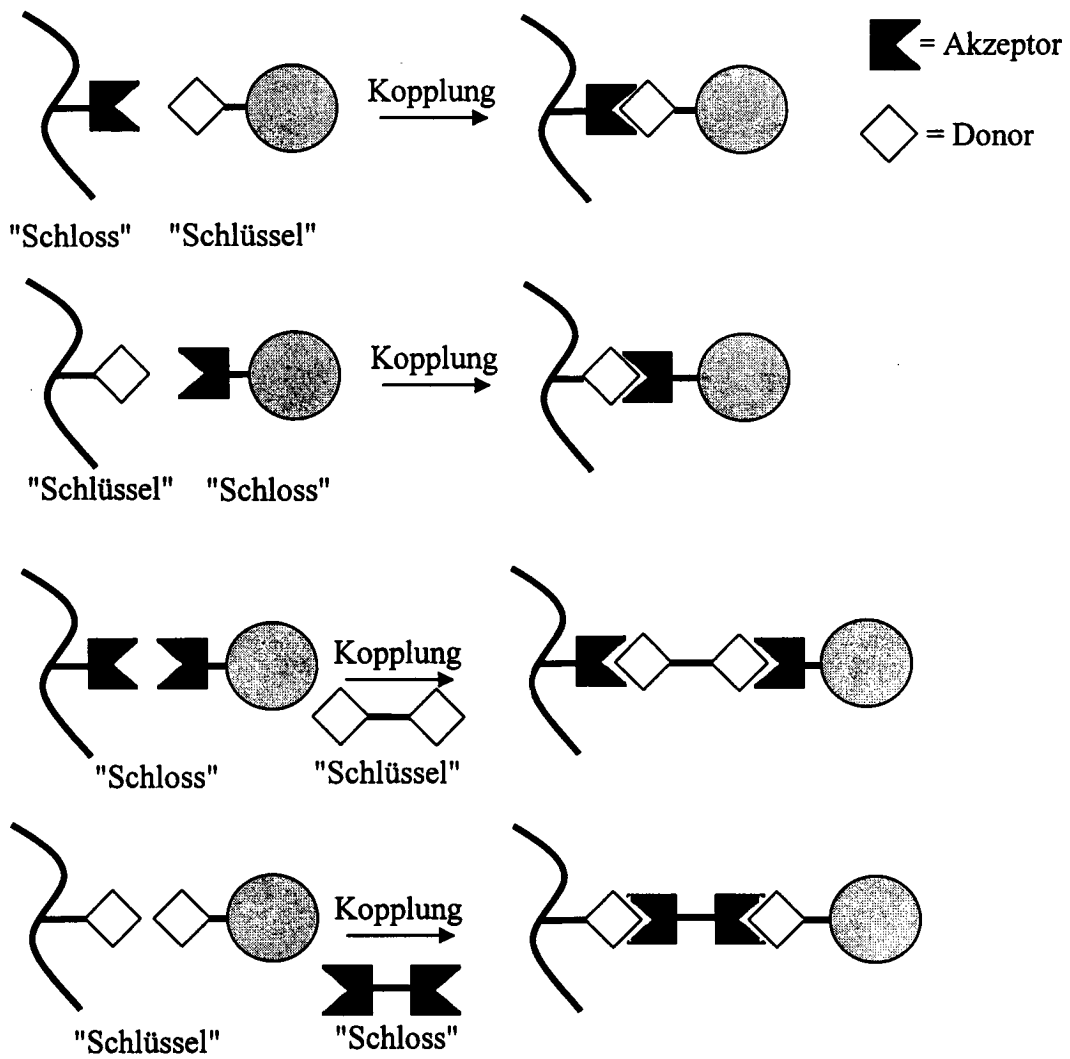 = Akzeptor
Kopplung
= Donor
"Schloss" "Schlüssel"
Kopplung
"Schlüssel" "Schloss"
Kopplung
"Schloss" "Schlüssel"
Kopplung
"Schlüssel" "Schloss"